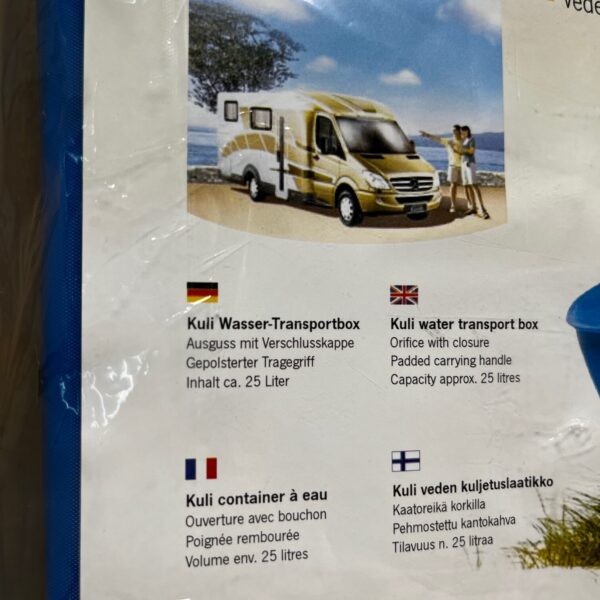 vede
Kuli Wasser-Transportbox
Ausguss mit Verschlusskappe
Gepolsterter Tragegriff
Inhalt ca. 25 Liter
Kuli water transport box
Orifice with closure
Padded carrying handle
Capacity approx. 25 litres
Kuli container à eau
Ouverture avec bouchon
Poignée rembourée
Volume env. 25 litres
Kuli veden kuljetuslaatikko
Kaatoreikä korkilla
Pehmostettu kantokahva
Tilavuus n. 25 litraa